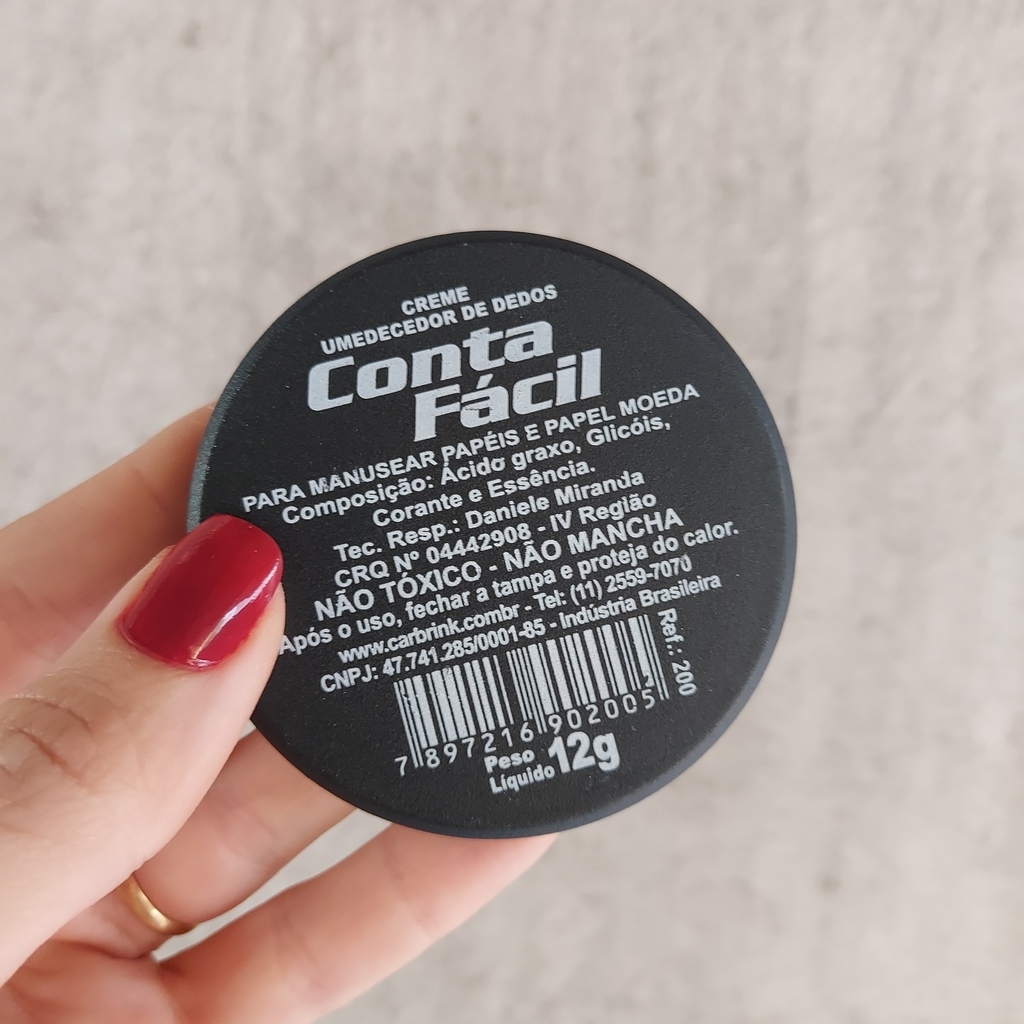 CREME
UMEDECEDOR DE DEDOS
Conta
Fácil
PARA MANUSEAR PAPÉIS E PAPEL MOEDA
Composição: Ácido graxo, Glicóis,
Corante e Essência.
Tec. Resp.: Daniele Miranda
CRQ Nº 04442908 - IV Região
NÃO TÓXICO - NÃO MANCHA
Após o uso, fechar a tampa e proteja do calor.
www.carbrink.combr - Tel: (11) 2559-7070
CNPJ: 47.741.285/0001-85 - Indústria Brasileira
Ref.: 200
7 897216 902005
Peso
Líquido 12g